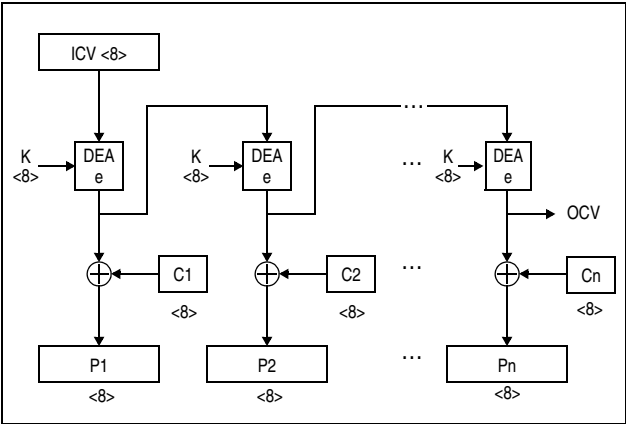 ICV <8>
...
K
<8>
DEA
e
K
<8>
DEA
e
...
K
<8>
DEA
e
OCV
C1
<8>
C2
<8>
...
Cn
<8>
P1
<8>
P2
<8>
...
Pn
<8>